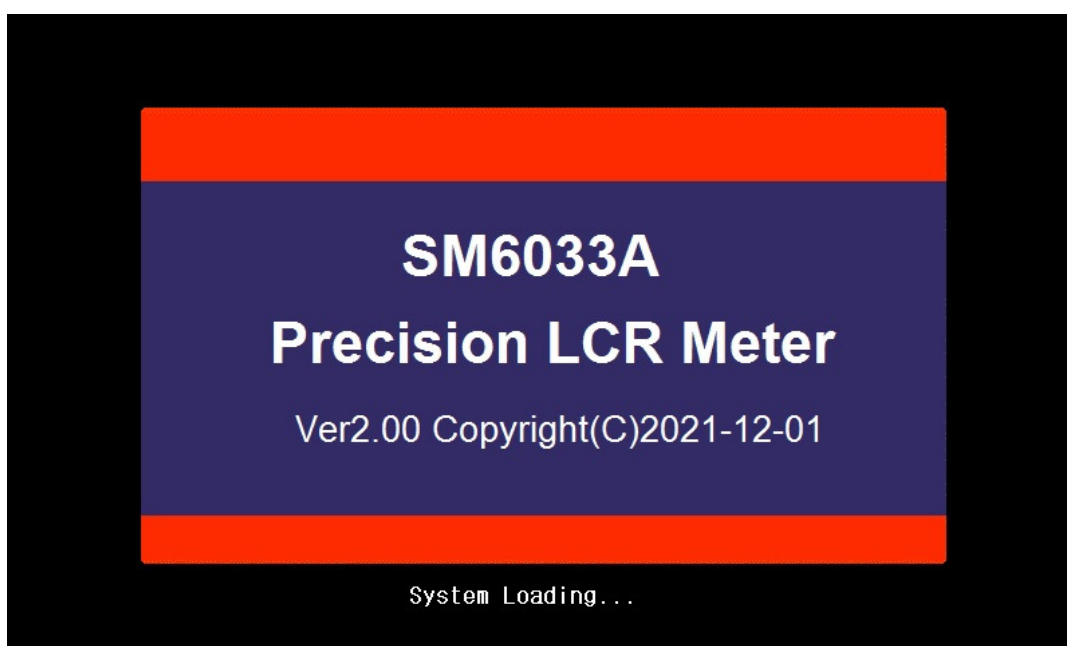 SM6033A
Precision LCR Meter
Ver2.00 Copyright(C)2021-12-01
System Loading...